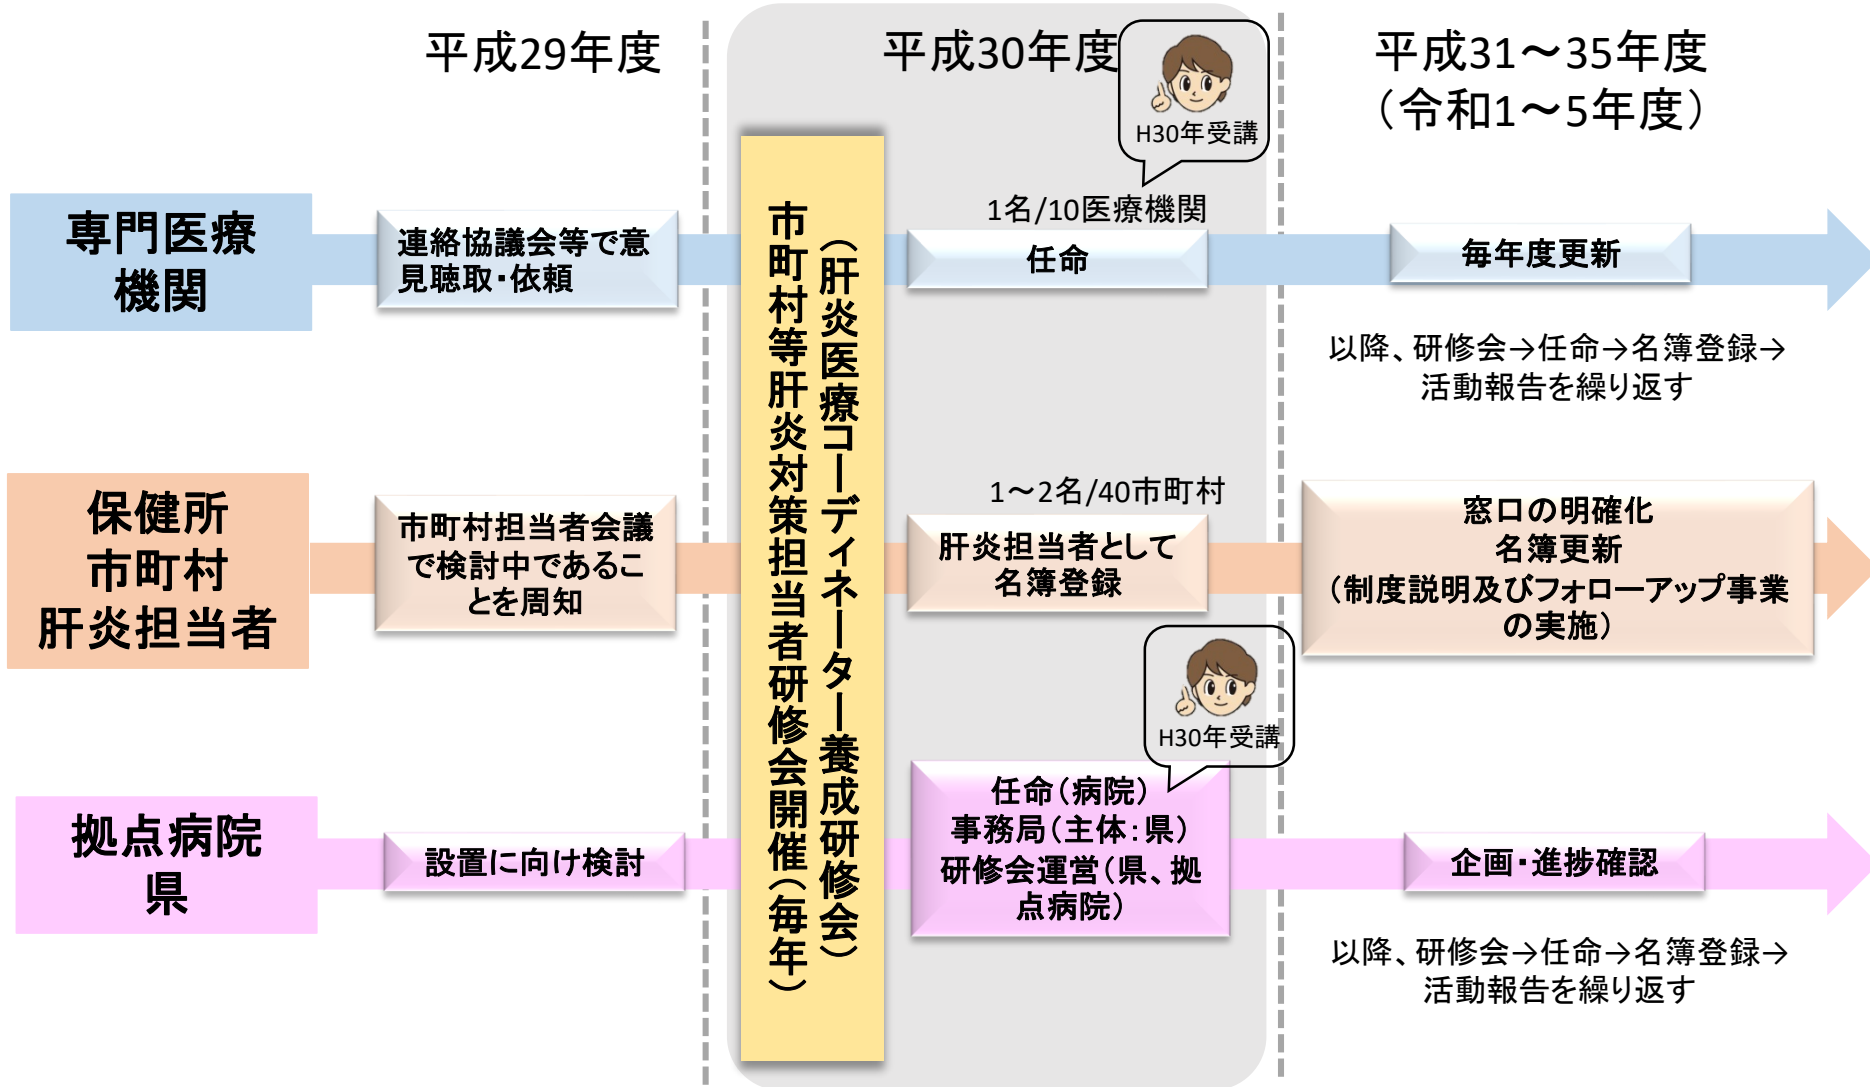 平成29年度
平成30年度
平成31～35年度
（令和1～5年度）
H30年受講
専門医療
機関
連絡協議会等で意
見聴取・依頼
市町村等肝炎対策担当者研修会開催（毎年）
（肝炎医療コーディネーター養成研修会）
1名/10医療機関
任命
毎年度更新
以降、研修会→任命→名簿登録→
活動報告を繰り返す
保健所
市町村
肝炎担当者
市町村担当者会議
で検討中であるこ
とを周知
1～2名/40市町村
肝炎担当者として
名簿登録
窓口の明確化
名簿更新
（制度説明及びフォローアップ事業
の実施）
H30年受講
拠点病院
県
設置に向け検討
任命（病院）
事務局（主体：県）
研修会運営（県、拠
点病院）
企画・進捗確認
以降、研修会→任命→名簿登録→
活動報告を繰り返す